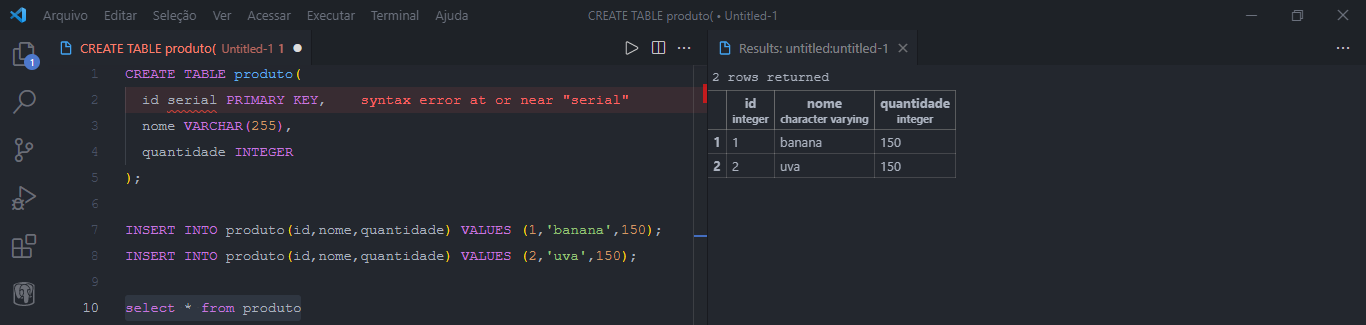 Arquivo Editar Seleção Ver Acessar Executar Terminal Ajuda CREATE TABLE produto( • Untitled-1
1
CREATE TABLE produto( Untitled-1 1
1 CREATE TABLE produto(
2 id serial PRIMARY KEY, syntax error at or near "serial"
3 nome VARCHAR(255),
4 quantidade INTEGER
5 );
6
7 INSERT INTO produto(id,nome,quantidade) VALUES (1,'banana',150);
8 INSERT INTO produto(id,nome,quantidade) VALUES (2,'uva',150);
9
10 select * from produto
Results: untitled:untitled-1
2 rows returned
id nome quantidade
integer character varying integer
1 1 banana 150
2 2 uva 150